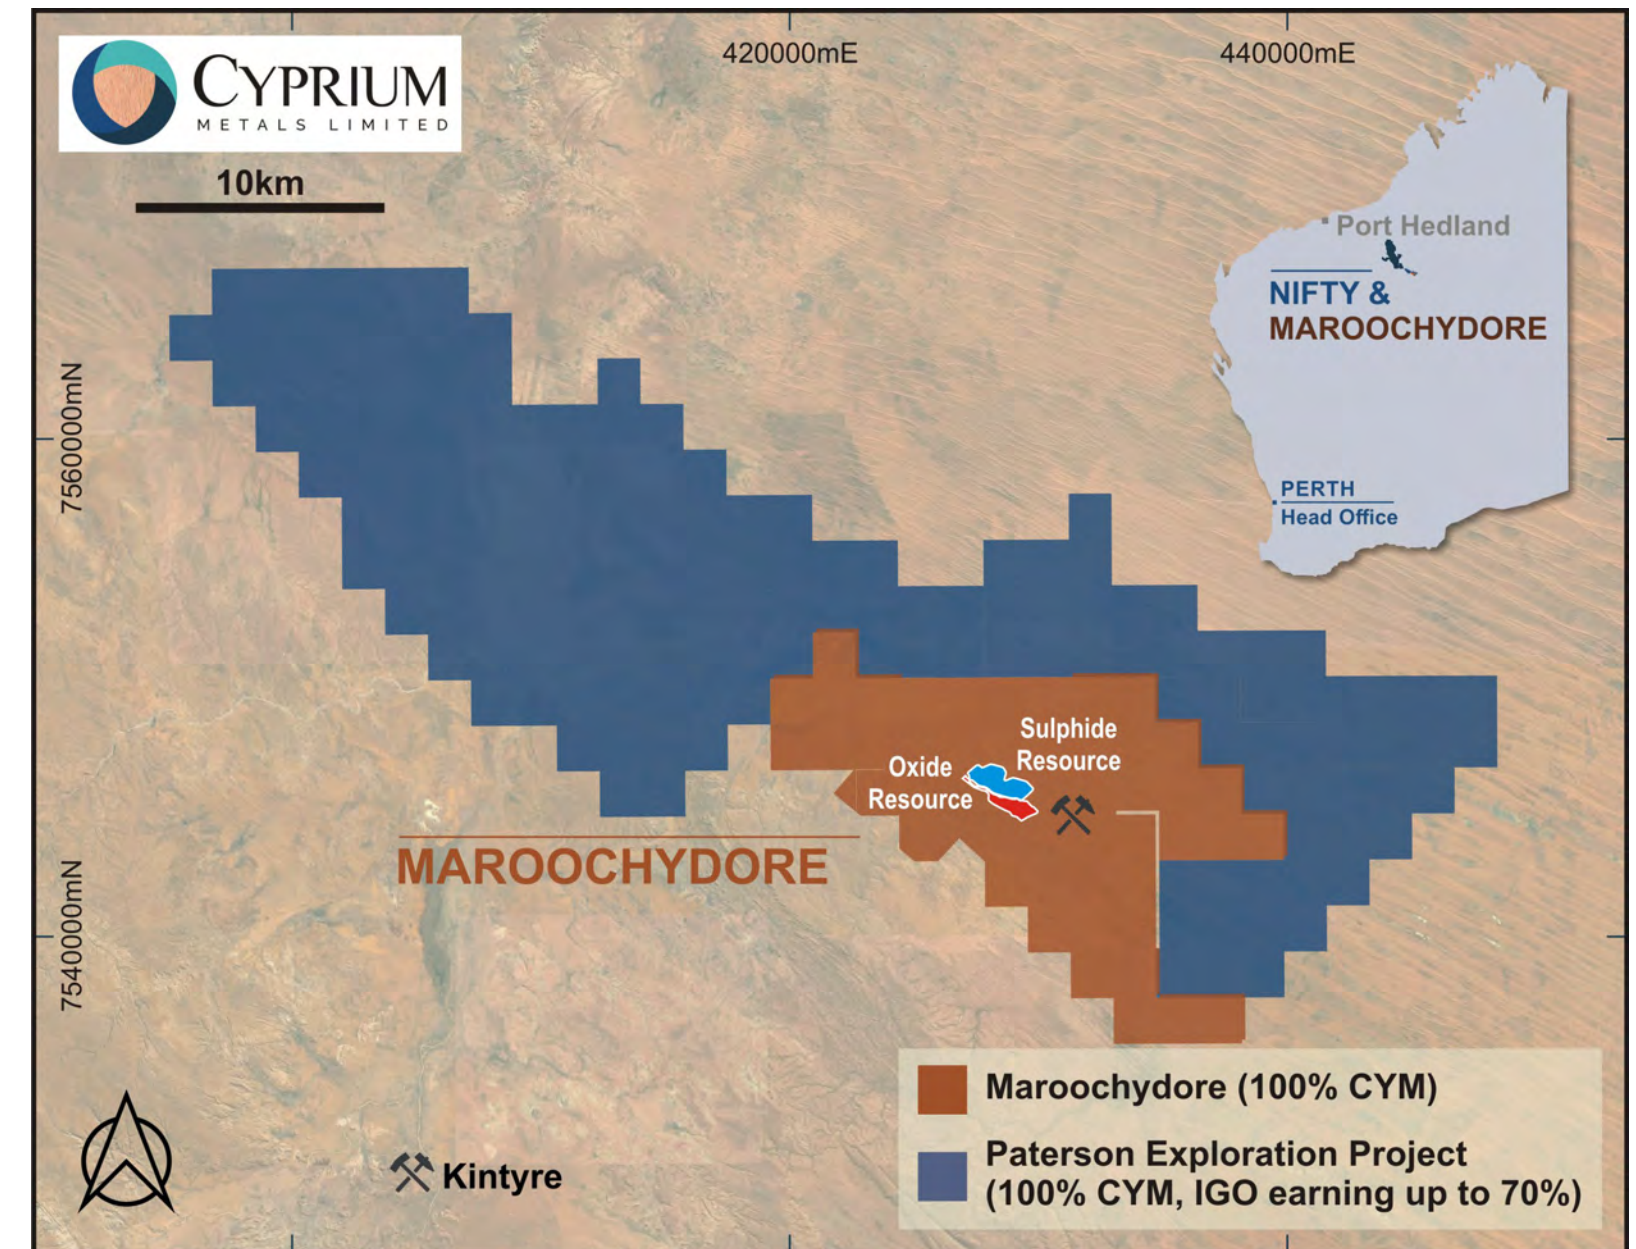 CYPRIUM
METALS LIMITED
420000mE
440000mE
10km
Port Hedland
NIFTY &
MAROOCHYDORE
7560000mN
PERTH
Head Office
Sulphide
Resource
Oxide
Resource
MAROOCHYDORE
7540000mN
Maroochydore (100% CYM)
Paterson Exploration Project
(100% CYM, IGO earning up to 70%)
Kintyre